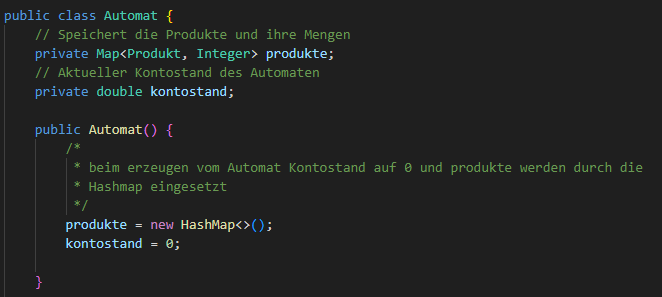 public class Automat {
// Speichert die Produkte und ihre Mengen
private Map<Produkt, Integer> produkte;
// Aktueller Kontostand des Automaten
private double kontostand;
public Automat() {
/*
* beim erzeugen vom Automat Kontostand auf 0 und produkte werden durch die
* Hashmap eingesetzt
*/
produkte = new HashMap<>();
kontostand = 0;
}